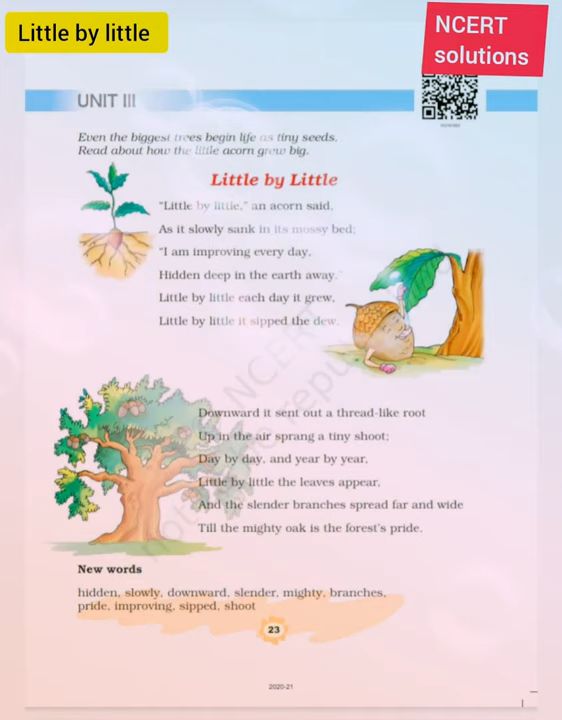 Little by little
NCERT
solutions
UNIT III
Even the biggest trees begin life as tiny seeds.
Read about how the little acorn grew big.
Little by Little
"Little by little," an acorn said,
As it slowly sank in its mossy bed;
"I am improving every day,
Hidden deep in the earth away."
Little by little each day it grew,
Little by little it sipped the dew.
Downward it sent out a thread-like root
Up in the air sprang a tiny shoot;
Day by day, and year by year,
Little by little the leaves appear,
And the slender branches spread far and wide
Till the mighty oak is the forest's pride.
New words
hidden, slowly, downward, slender, mighty, branches,
pride, improving, sipped, shoot
23
2020-21